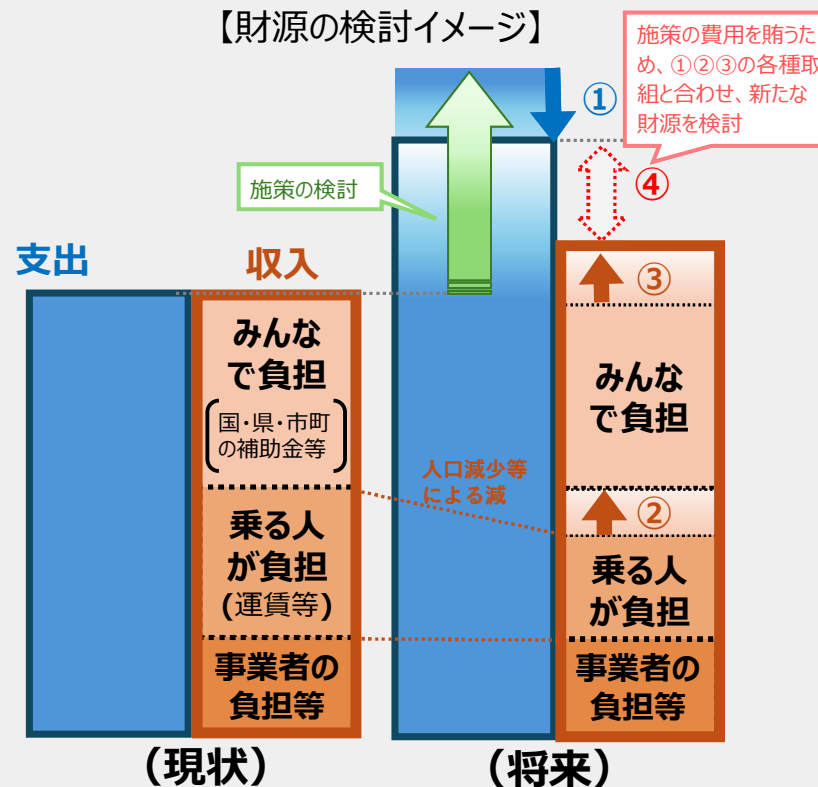 【財源の検討イメージ】
施策の費用を賄うた
め、①②③の各種取
組と合わせ、新たな
財源を検討
①
④
施策の検討
支出
収入
③
みんな
で負担
国・県・市町
の補助金等
みんな
で負担
人口減少等
による減
②
乗る人
が負担
(運賃等)
乗る人
が負担
事業者の
負担等
事業者の
負担等
(現状)
(将来)